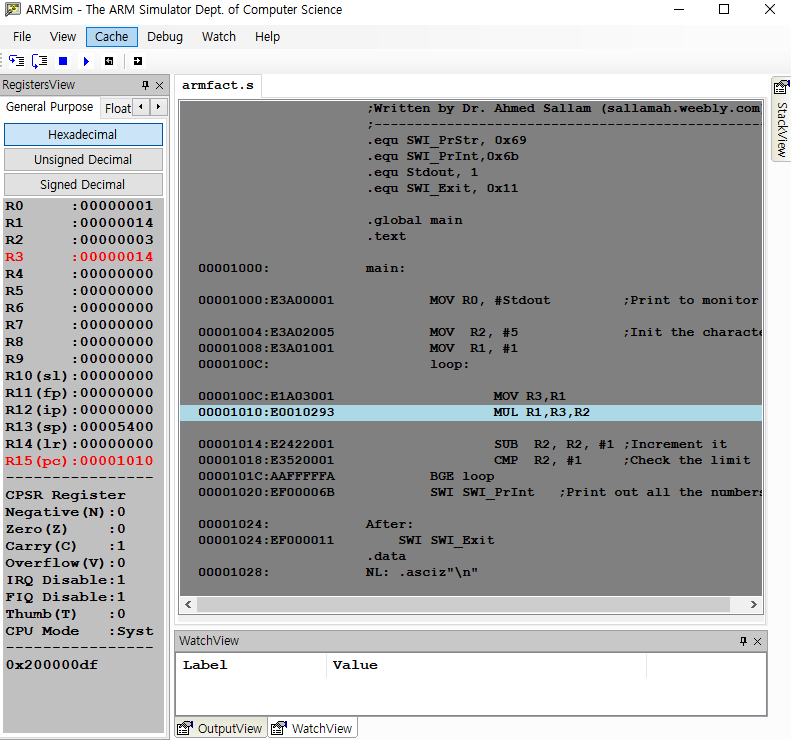 ARMSim - The ARM Simulator Dept. of Computer Science
File View Cache Debug Watch Help
RegistersView
General Purpose Float
Hexadecimal
Unsigned Decimal
Signed Decimal
R0 :00000001
R1 :00000014
R2 :00000003
R3 :00000014
R4 :00000000
R5 :00000000
R6 :00000000
R7 :00000000
R8 :00000000
R9 :00000000
R10(sl):00000000
R11(fp):00000000
R12(ip):00000000
R13(sp):00005400
R14(lr):00000000
R15(pc):00001010
----------------
CPSR Register
Negative(N):0
Zero(Z) :0
Carry(C) :1
Overflow(V):0
IRQ Disable:1
FIQ Disable:1
Thumb(T) :0
CPU Mode :Syst
----------------
0x200000df
armfact.s
;Written by Dr. Ahmed Sallam (sallamah.weebly.com
;--------------------------------------------------
.equ SWI_PrStr, 0x69
.equ SWI_PrInt,0x6b
.equ Stdout, 1
.equ SWI_Exit, 0x11
.global main
.text
00001000: main:
00001000:E3A00001 MOV R0, #Stdout ;Print to monitor
00001004:E3A02005 MOV R2, #5 ;Init the characte
00001008:E3A01001 MOV R1, #1
0000100C: loop:
0000100C:E1A03001 MOV R3,R1
00001010:E0010293 MUL R1,R3,R2
00001014:E2422001 SUB R2, R2, #1 ;Increment it
00001018:E3520001 CMP R2, #1 ;Check the limit
0000101C:AAFFFFFA BGE loop
00001020:EF00006B SWI SWI_PrInt ;Print out all the numbers
00001024: After:
00001024:EF000011 SWI SWI_Exit
.data
00001028: NL: .asciz"\n"
WatchView
Label Value
OutputView WatchView
StackView